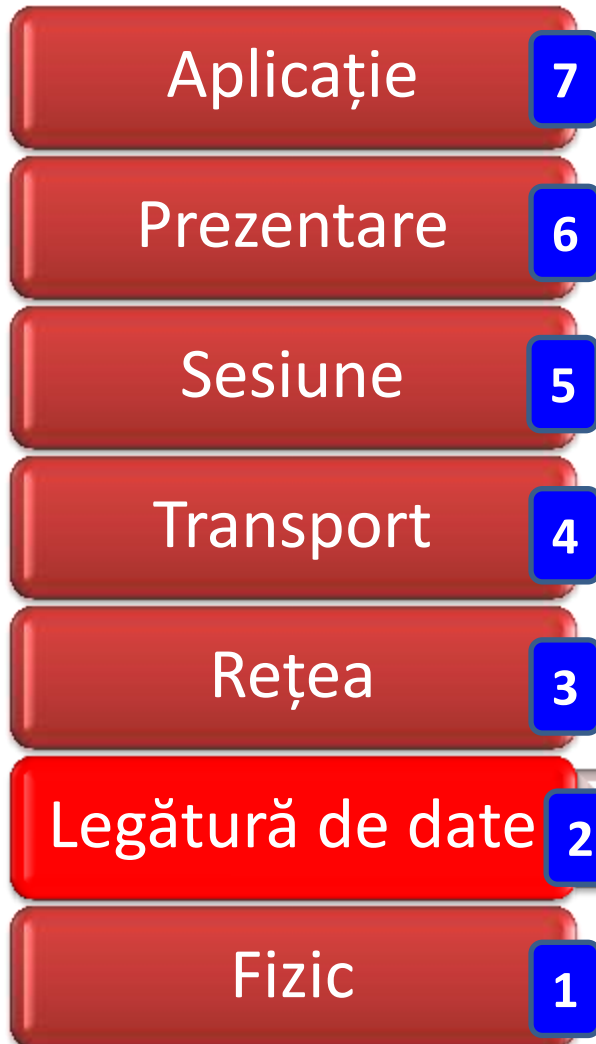 Aplicație 7
Prezentare 6
Sesiune 5
Transport 4
Rețea 3
Legătură de date 2
Fizic 1